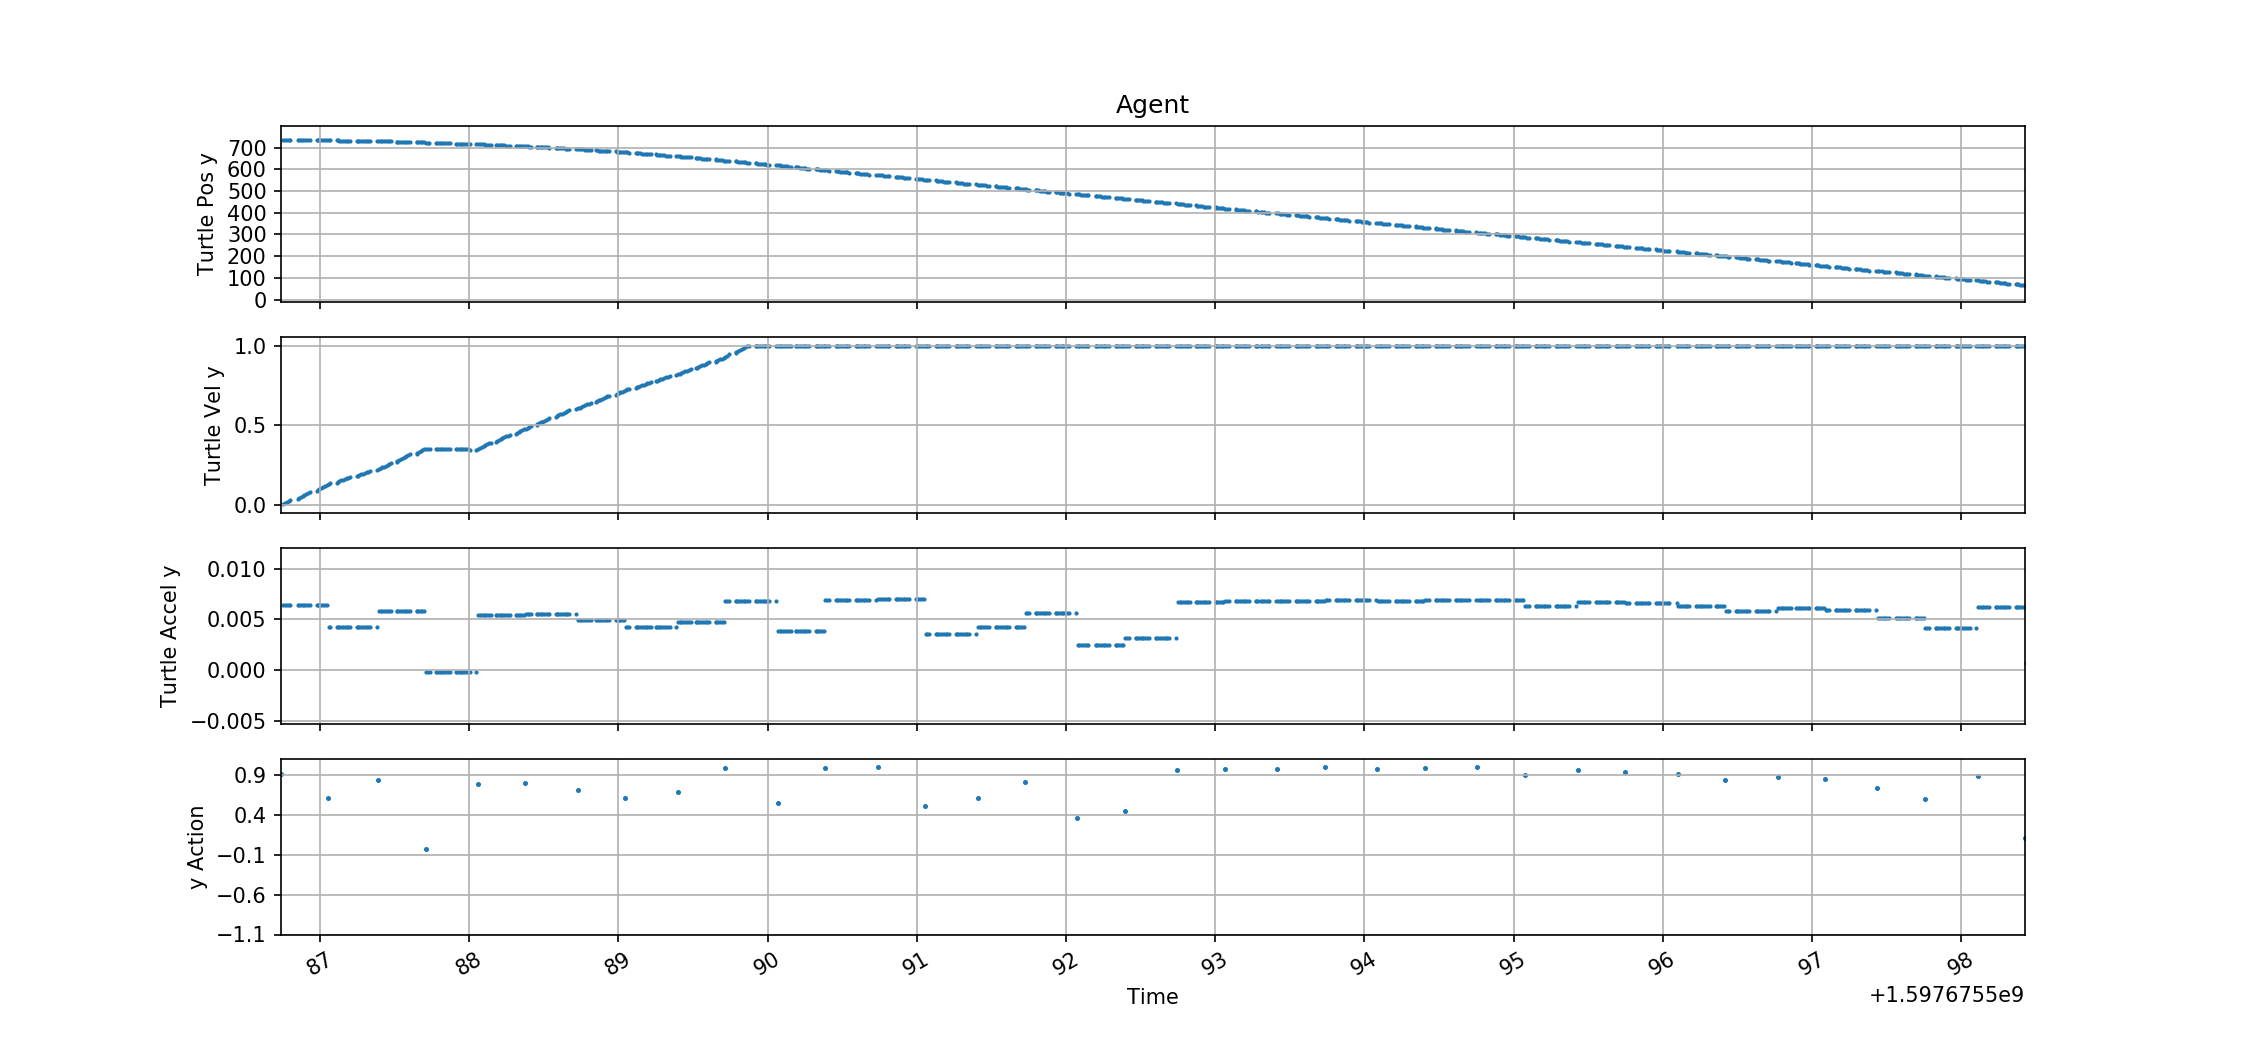 Agent
Turtle Pos y
700
600
500
400
300
200
100
0
Turtle Vel y
1.0
0.5
0.0
Turtle Accel y
0.010
0.005
0.000
−0.005
y Action
0.9
0.4
−0.1
−0.6
−1.1
87 88 89 90 91 92 93 94 95 96 97 98
Time
+1.5976755e9